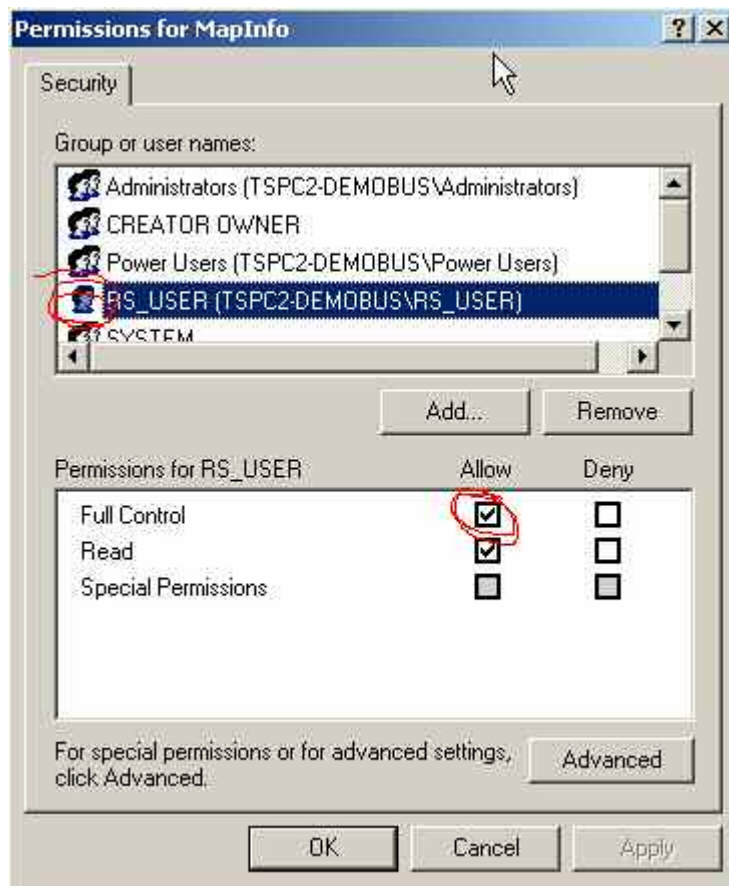 Permissions for MapInfo
Security
Group or user names:
Administrators (TSPC2-DEMOBUS\Administrators)
CREATOR OWNER
Power Users (TSPC2-DEMOBUS\Power Users)
RS_USER (TSPC2-DEMOBUS\RS_USER)
SYSTEM
Add... Remove
Permissions for RS_USER Allow Deny
Full Control
Read
Special Permissions
For special permissions or for advanced settings,
click Advanced.
Advanced
OK Cancel Apply